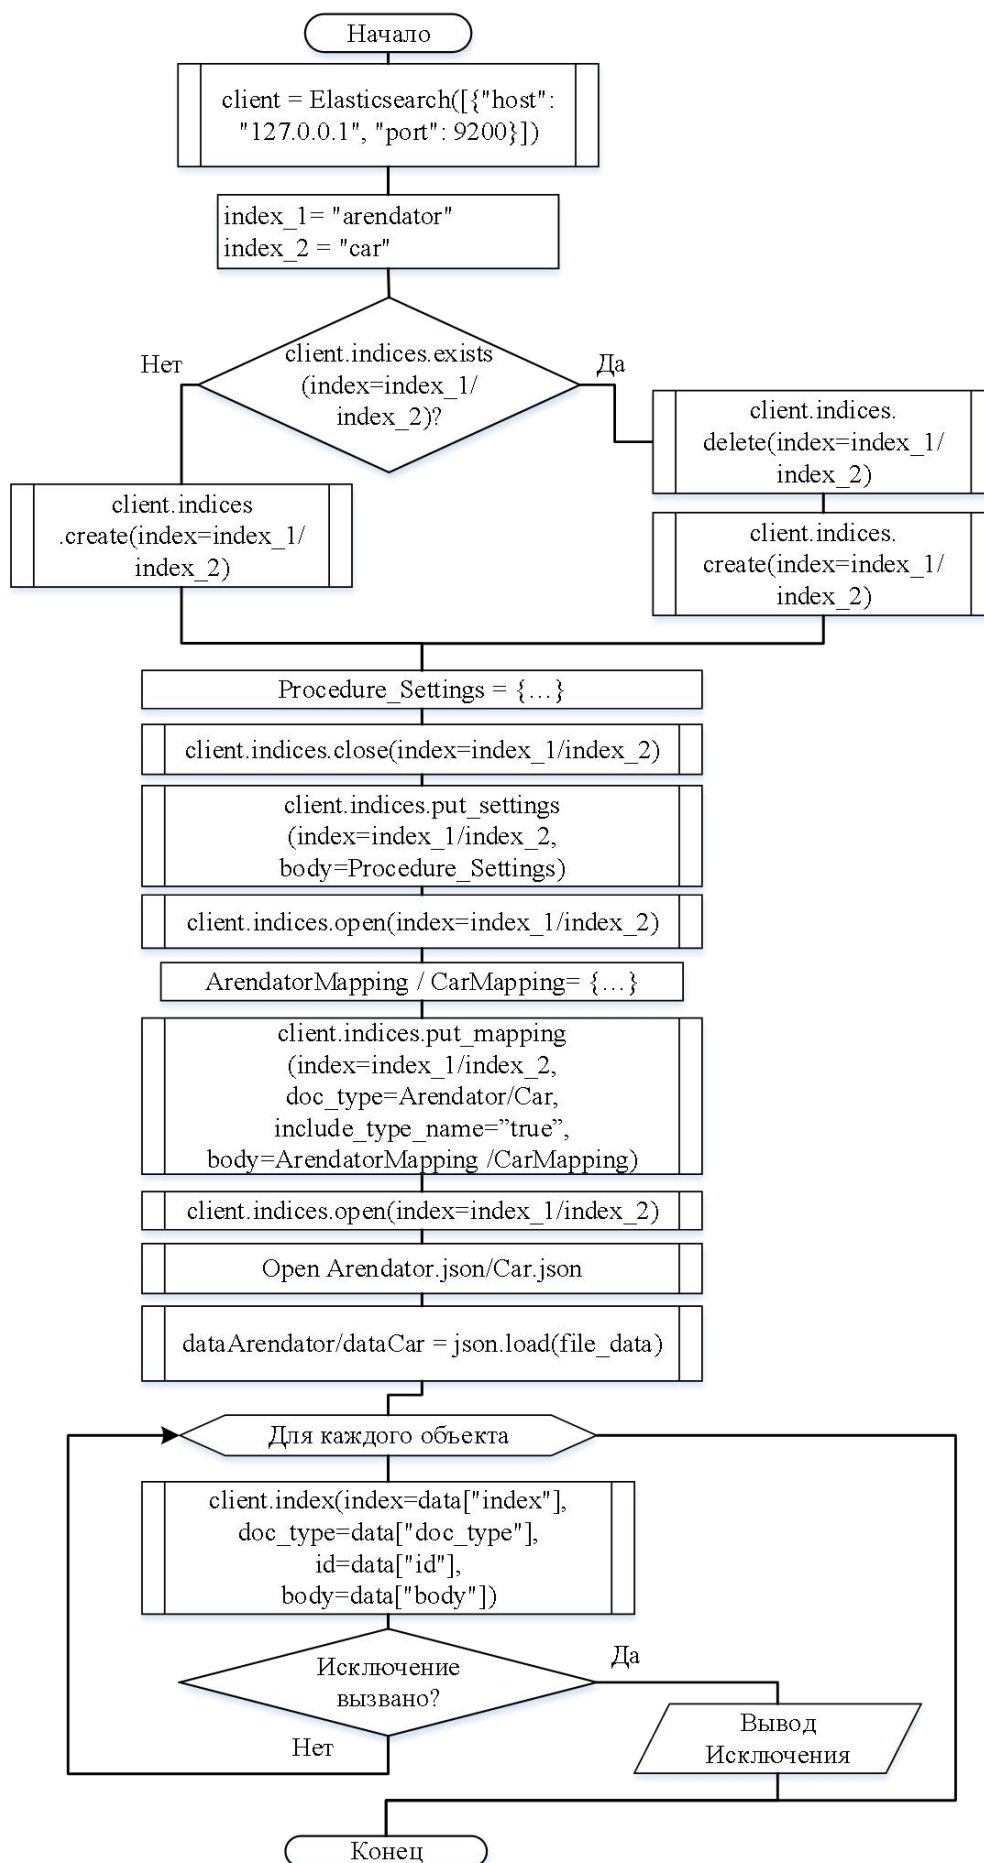 Начало
client = Elasticsearch([{"host":
"127.0.0.1", "port": 9200}])
index_1= "arendator"
index_2 = "car"
client.indices.exists
(index=index_1/
index_2)?
Нет
Да
client.indices
.create(index=index_1/
index_2)
client.indices.
delete(index=index_1/
index_2)
client.indices.
create(index=index_1/
index_2)
Procedure_Settings = {…}
client.indices.close(index=index_1/index_2)
client.indices.put_settings
(index=index_1/index_2,
body=Procedure_Settings)
client.indices.open(index=index_1/index_2)
ArendatorMapping / CarMapping= {…}
client.indices.put_mapping
(index=index_1/index_2,
doc_type=Arendator/Car,
include_type_name=”true”,
body=ArendatorMapping /CarMapping)
client.indices.open(index=index_1/index_2)
Open Arendator.json/Car.json
dataArendator/dataCar = json.load(file_data)
Для каждого объекта
client.index(index=data["index"],
doc_type=data["doc_type"],
id=data["id"],
body=data["body"])
Исключение
вызвано?
Да
Нет
Вывод
Исключения
Конец